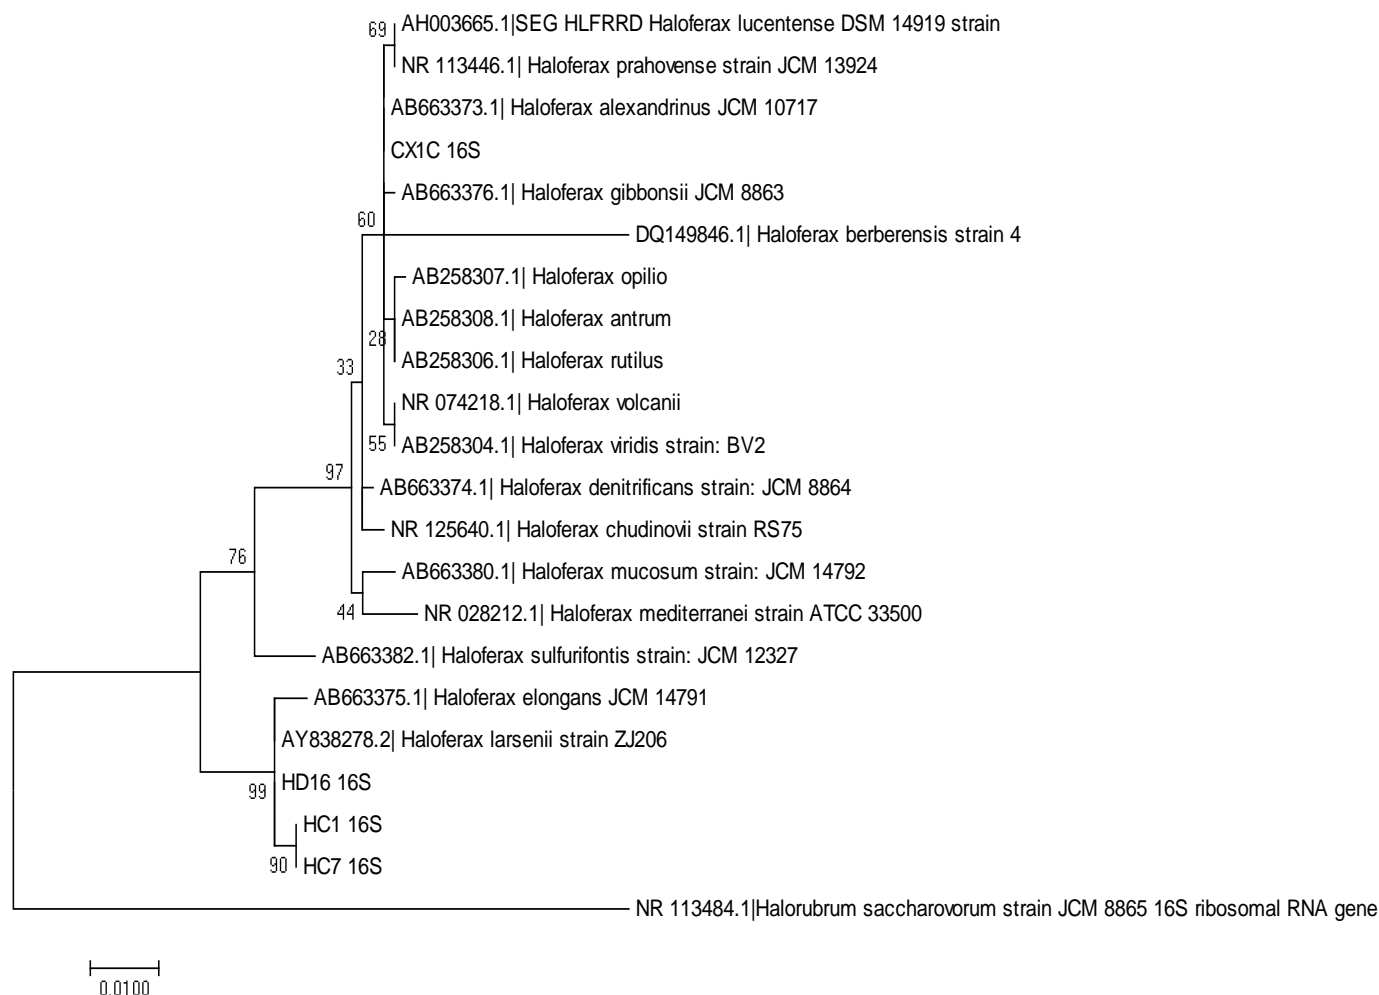 69
AH003665.1|SEG HLFRRD Haloferax lucentense DSM 14919 strain
NR 113446.1| Haloferax prahovense strain JCM 13924
AB663373.1| Haloferax alexandrinus JCM 10717
CX1C 16S
AB663376.1| Haloferax gibbonsii JCM 8863
60
DQ149846.1| Haloferax berberensis strain 4
AB258307.1| Haloferax opilio
AB258308.1| Haloferax antrum
28
AB258306.1| Haloferax rutilus
33
NR 074218.1| Haloferax volcanii
55
AB258304.1| Haloferax viridis strain: BV2
97
AB663374.1| Haloferax denitrificans strain: JCM 8864
NR 125640.1| Haloferax chudinovii strain RS75
76
AB663380.1| Haloferax mucosum strain: JCM 14792
44
NR 028212.1| Haloferax mediterranei strain ATCC 33500
AB663382.1| Haloferax sulfurifontis strain: JCM 12327
AB663375.1| Haloferax elongans JCM 14791
AY838278.2| Haloferax larsenii strain ZJ206
99
HD16 16S
HC1 16S
90
HC7 16S
NR 113484.1|Halorubrum saccharovorum strain JCM 8865 16S ribosomal RNA gene
0.0100